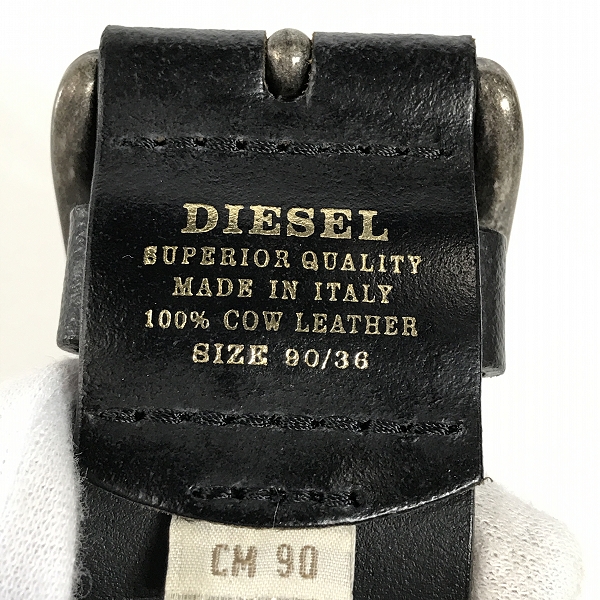 DIESEL
SUPERIOR QUALITY
MADE IN ITALY
100% COW LEATHER
SIZE 90/36
CM 90